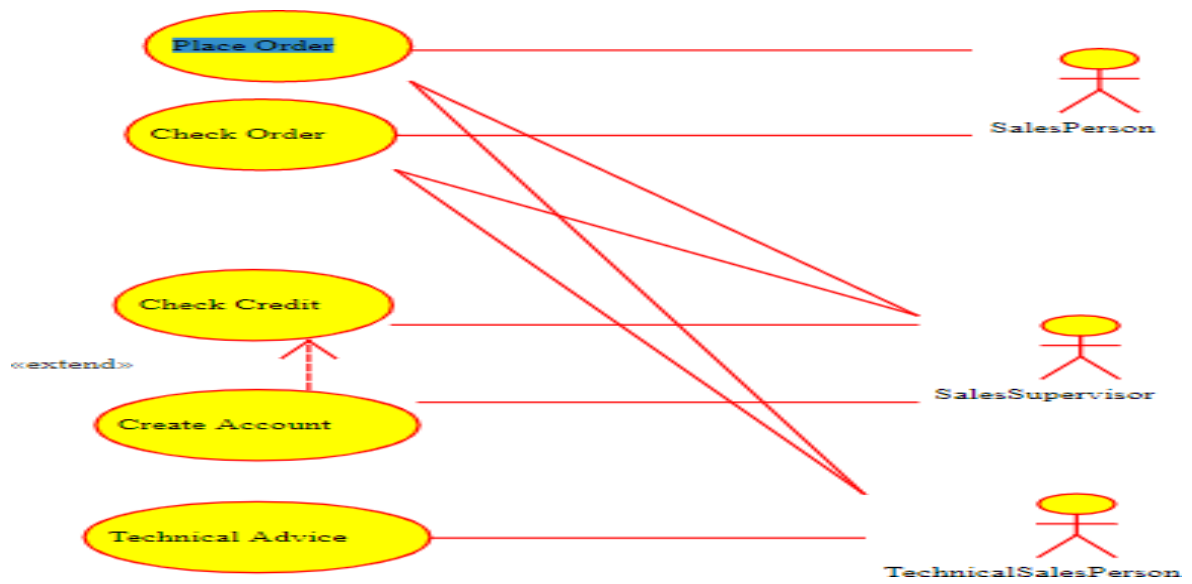 Place Order
SalesPerson
Check Order
Check Credit
«extend»
SalesSupervisor
Create Account
Technical Advice
TechnicalSalesPerson